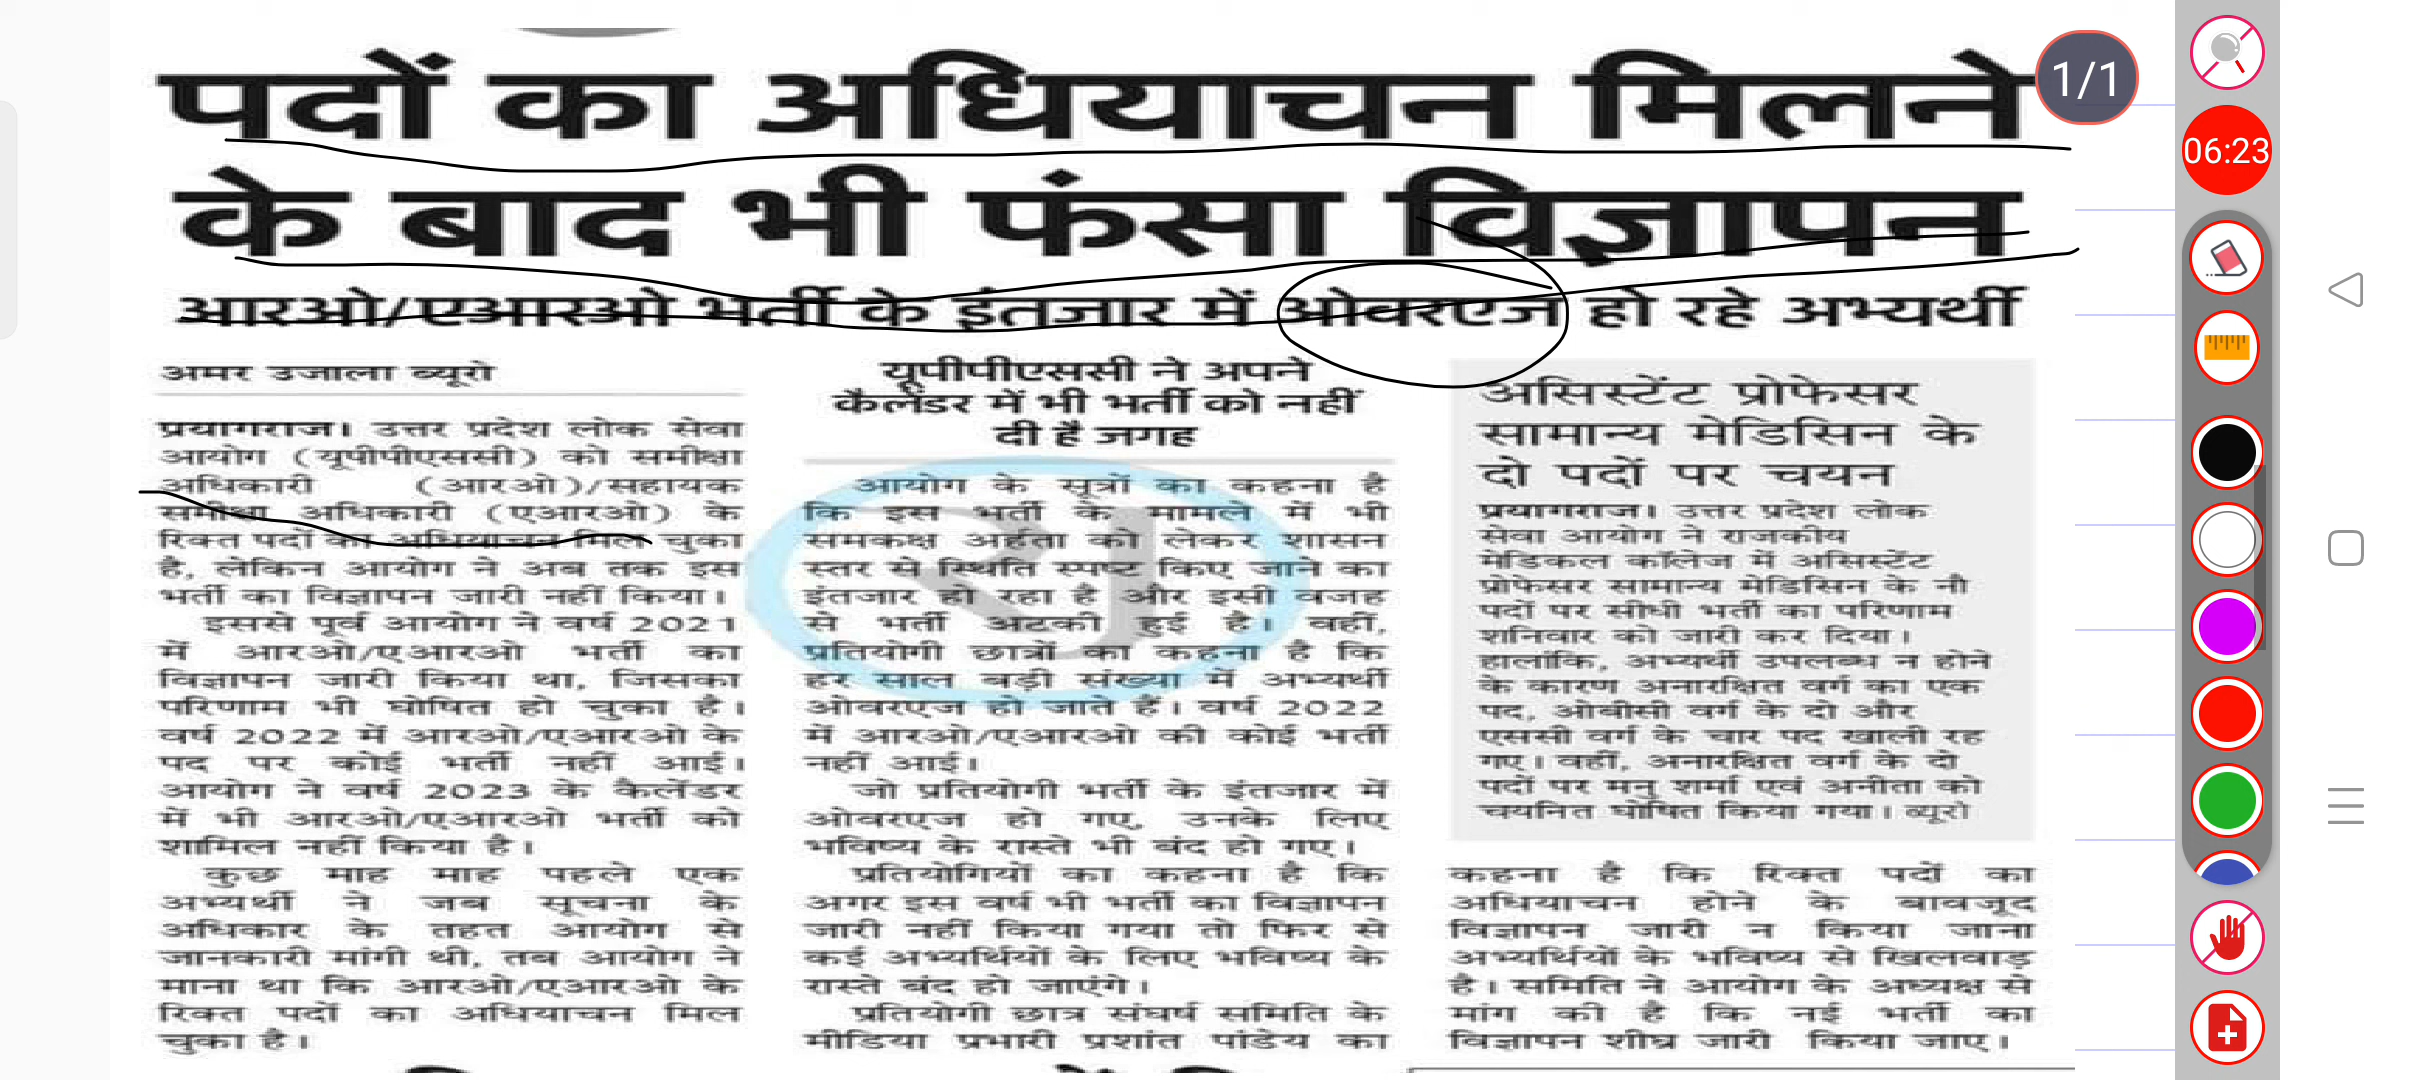 पदों का अधियाचन मिलने
के बाद भी फंसा विज्ञापन
आरओ/एआरओ भर्ती के इंतजार में ओवरएज हो रहे अभ्यर्थी
अमर उजाला ब्यूरो
प्रयागराज। उत्तर प्रदेश लोक सेवा
आयोग (यूपीपीएससी) को समीक्षा
अधिकारी (आरओ)/सहायक
समीक्षा अधिकारी (एआरओ) के
रिक्त पदों का अधियाचन मिल चुका
है, लेकिन आयोग ने अब तक इस
भर्ती का विज्ञापन जारी नहीं किया।
इससे पूर्व आयोग ने वर्ष 2021
में आरओ/एआरओ भर्ती का
विज्ञापन जारी किया था, जिसका
परिणाम भी घोषित हो चुका है।
वर्ष 2022 में आरओ/एआरओ के
पद पर कोई भर्ती नहीं आई।
आयोग ने वर्ष 2023 के कैलेंडर
में भी आरओ/एआरओ भर्ती को
शामिल नहीं किया है।
कुछ माह माह पहले एक
अभ्यर्थी ने जब सूचना के
अधिकार के तहत आयोग से
जानकारी मांगी थी, तब आयोग ने
माना था कि आरओ/एआरओ के
रिक्त पदों का अधियाचन मिल
चुका है।
यूपीपीएससी ने अपने
कैलेंडर में भी भर्ती को नहीं
दी है जगह
आयोग के सूत्रों का कहना है
कि इस भर्ती के मामले में भी
समकक्ष अर्हता को लेकर शासन
स्तर से स्थिति स्पष्ट किए जाने का
इंतजार हो रहा है और इसी वजह
से भर्ती अटकी हुई है। वहीं,
प्रतियोगी छात्रों का कहना है कि
हर साल बड़ी संख्या में अभ्यर्थी
ओवरएज हो जाते हैं। वर्ष 2022
में आरओ/एआरओ की कोई भर्ती
नहीं आई।
जो प्रतियोगी भर्ती के इंतजार में
ओवरएज हो गए, उनके लिए
भविष्य के रास्ते भी बंद हो गए।
प्रतियोगियों का कहना है कि
अगर इस वर्ष भी भर्ती का विज्ञापन
जारी नहीं किया गया तो फिर से
कई अभ्यर्थियों के लिए भविष्य के
रास्ते बंद हो जाएंगे।
प्रतियोगी छात्र संघर्ष समिति के
मीडिया प्रभारी प्रशांत पांडेय का
असिस्टेंट प्रोफेसर
सामान्य मेडिसिन के
दो पदों पर चयन
प्रयागराज। उत्तर प्रदेश लोक
सेवा आयोग ने राजकीय
मेडिकल कॉलेज में असिस्टेंट
प्रोफेसर सामान्य मेडिसिन के नौ
पदों पर सीधी भर्ती का परिणाम
शनिवार को जारी कर दिया।
हालांकि, अभ्यर्थी उपलब्ध न होने
के कारण अनारक्षित वर्ग का एक
पद, ओबीसी वर्ग के दो और
एससी वर्ग के चार पद खाली रह
गए। वहीं, अनारक्षित वर्ग के दो
पदों पर मनु शर्मा एवं अनीता को
चयनित घोषित किया गया। ब्यूरो
कहना है कि रिक्त पदों का
अधियाचन होने के बावजूद
विज्ञापन जारी न किया जाना
अभ्यर्थियों के भविष्य से खिलवाड़
है। समिति ने आयोग के अध्यक्ष से
मांग की है कि नई भर्ती का
विज्ञापन शीघ्र जारी किया जाए।
1/1
06:23